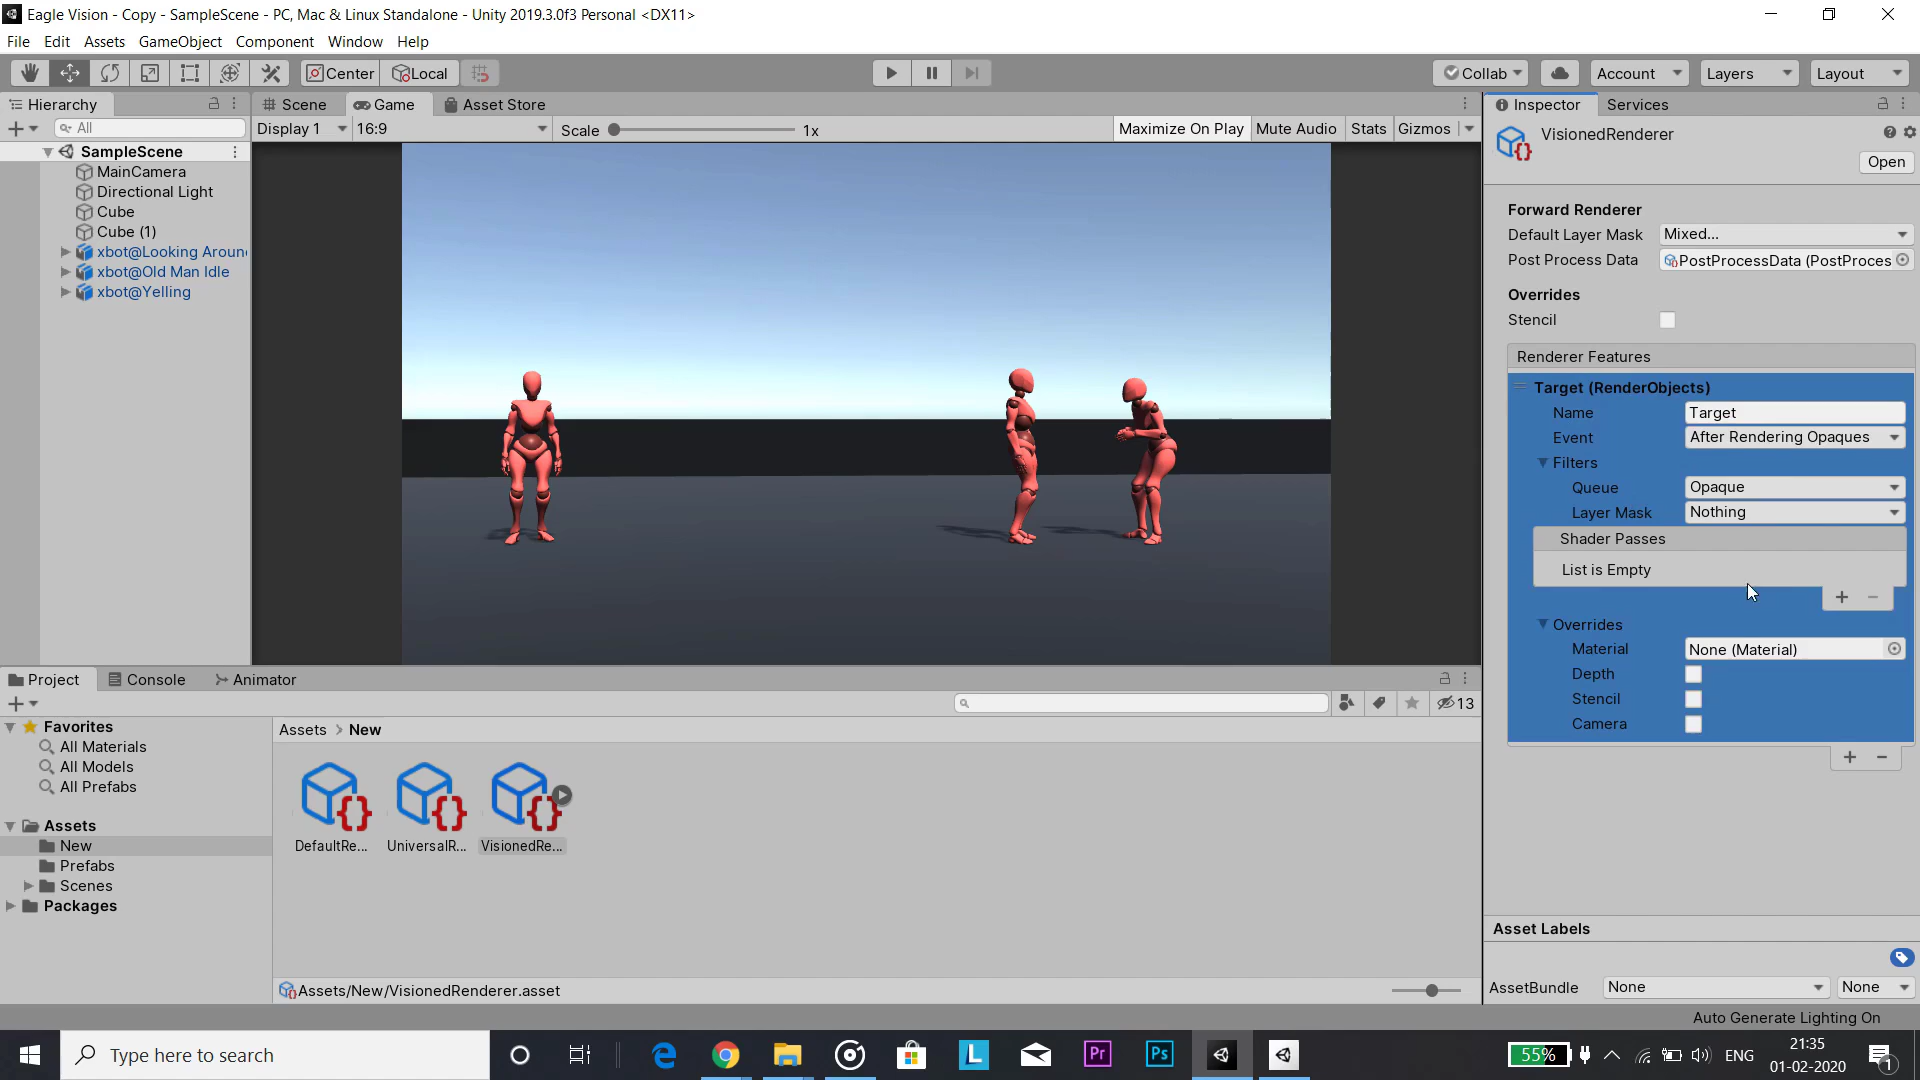 Eagle Vision - Copy - SampleScene - PC, Mac & Linux Standalone - Unity 2019.3.0f3 Personal <DX11>
File Edit Assets GameObject Component Window Help
Center Local Collab Account Layers Layout
Hierarchy
All
SampleScene
MainCamera
Directional Light
Cube
Cube (1)
xbot@Looking Aroun
xbot@Old Man Idle
xbot@Yelling
Scene Game Asset Store
Display 1 16:9 Scale 1x Maximize On Play Mute Audio Stats Gizmos
Inspector Services
VisionedRenderer
Open
Forward Renderer
Default Layer Mask Mixed...
Post Process Data PostProcessData (PostProces
Overrides
Stencil
Renderer Features
Target (RenderObjects)
Name Target
Event After Rendering Opaques
Filters
Queue Opaque
Layer Mask Nothing
Shader Passes
List is Empty
Overrides
Material None (Material)
Depth
Stencil
Camera
Project Console Animator
13
Favorites
All Materials
All Models
All Prefabs
Assets
New
Prefabs
Scenes
Packages
Assets > New
DefaultRe... UniversalR... VisionedRe...
Assets/New/VisionedRenderer.asset
Asset Labels
AssetBundle None None
Auto Generate Lighting On
Type here to search
Pr Ps
55% ENG 21:35
01-02-2020
1